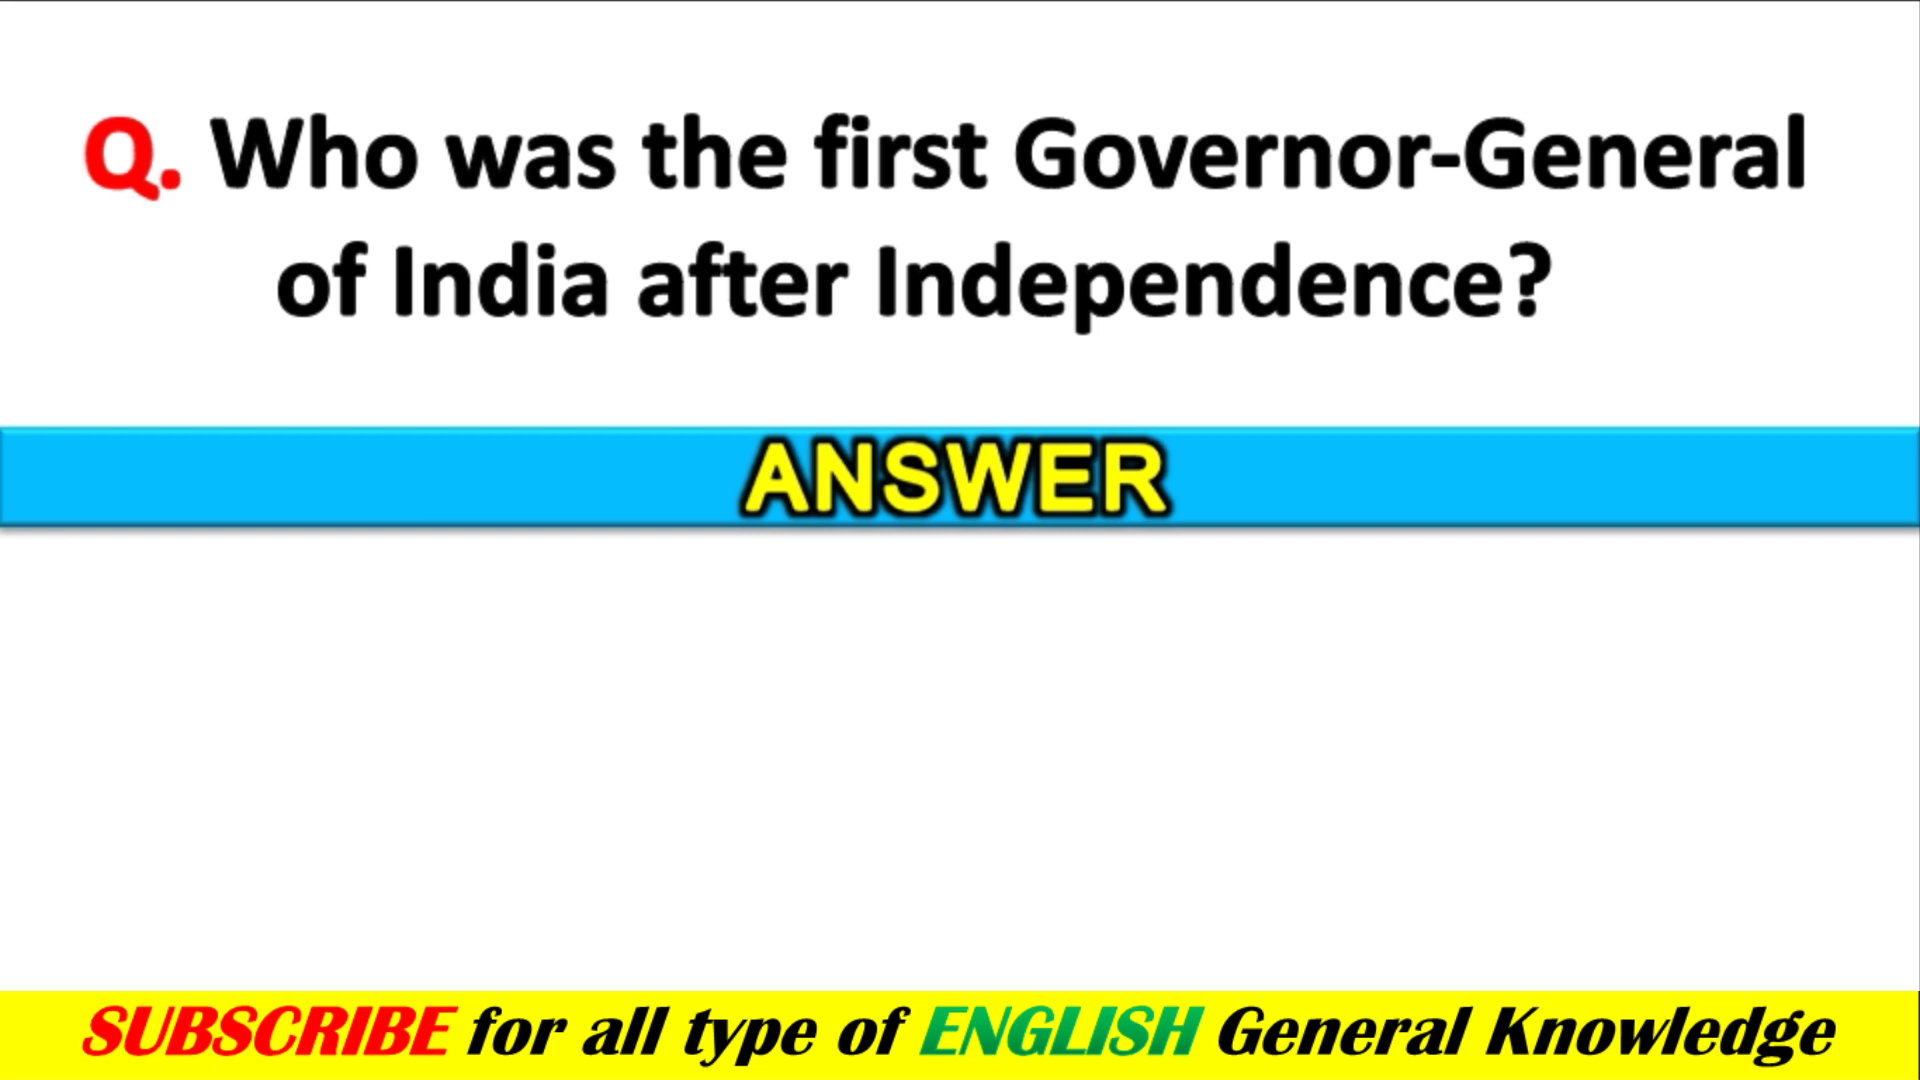 Q. Who was the first Governor-General
of India after Independence?
ANSWER
SUBSCRIBE for all type of ENGLISH General Knowledge